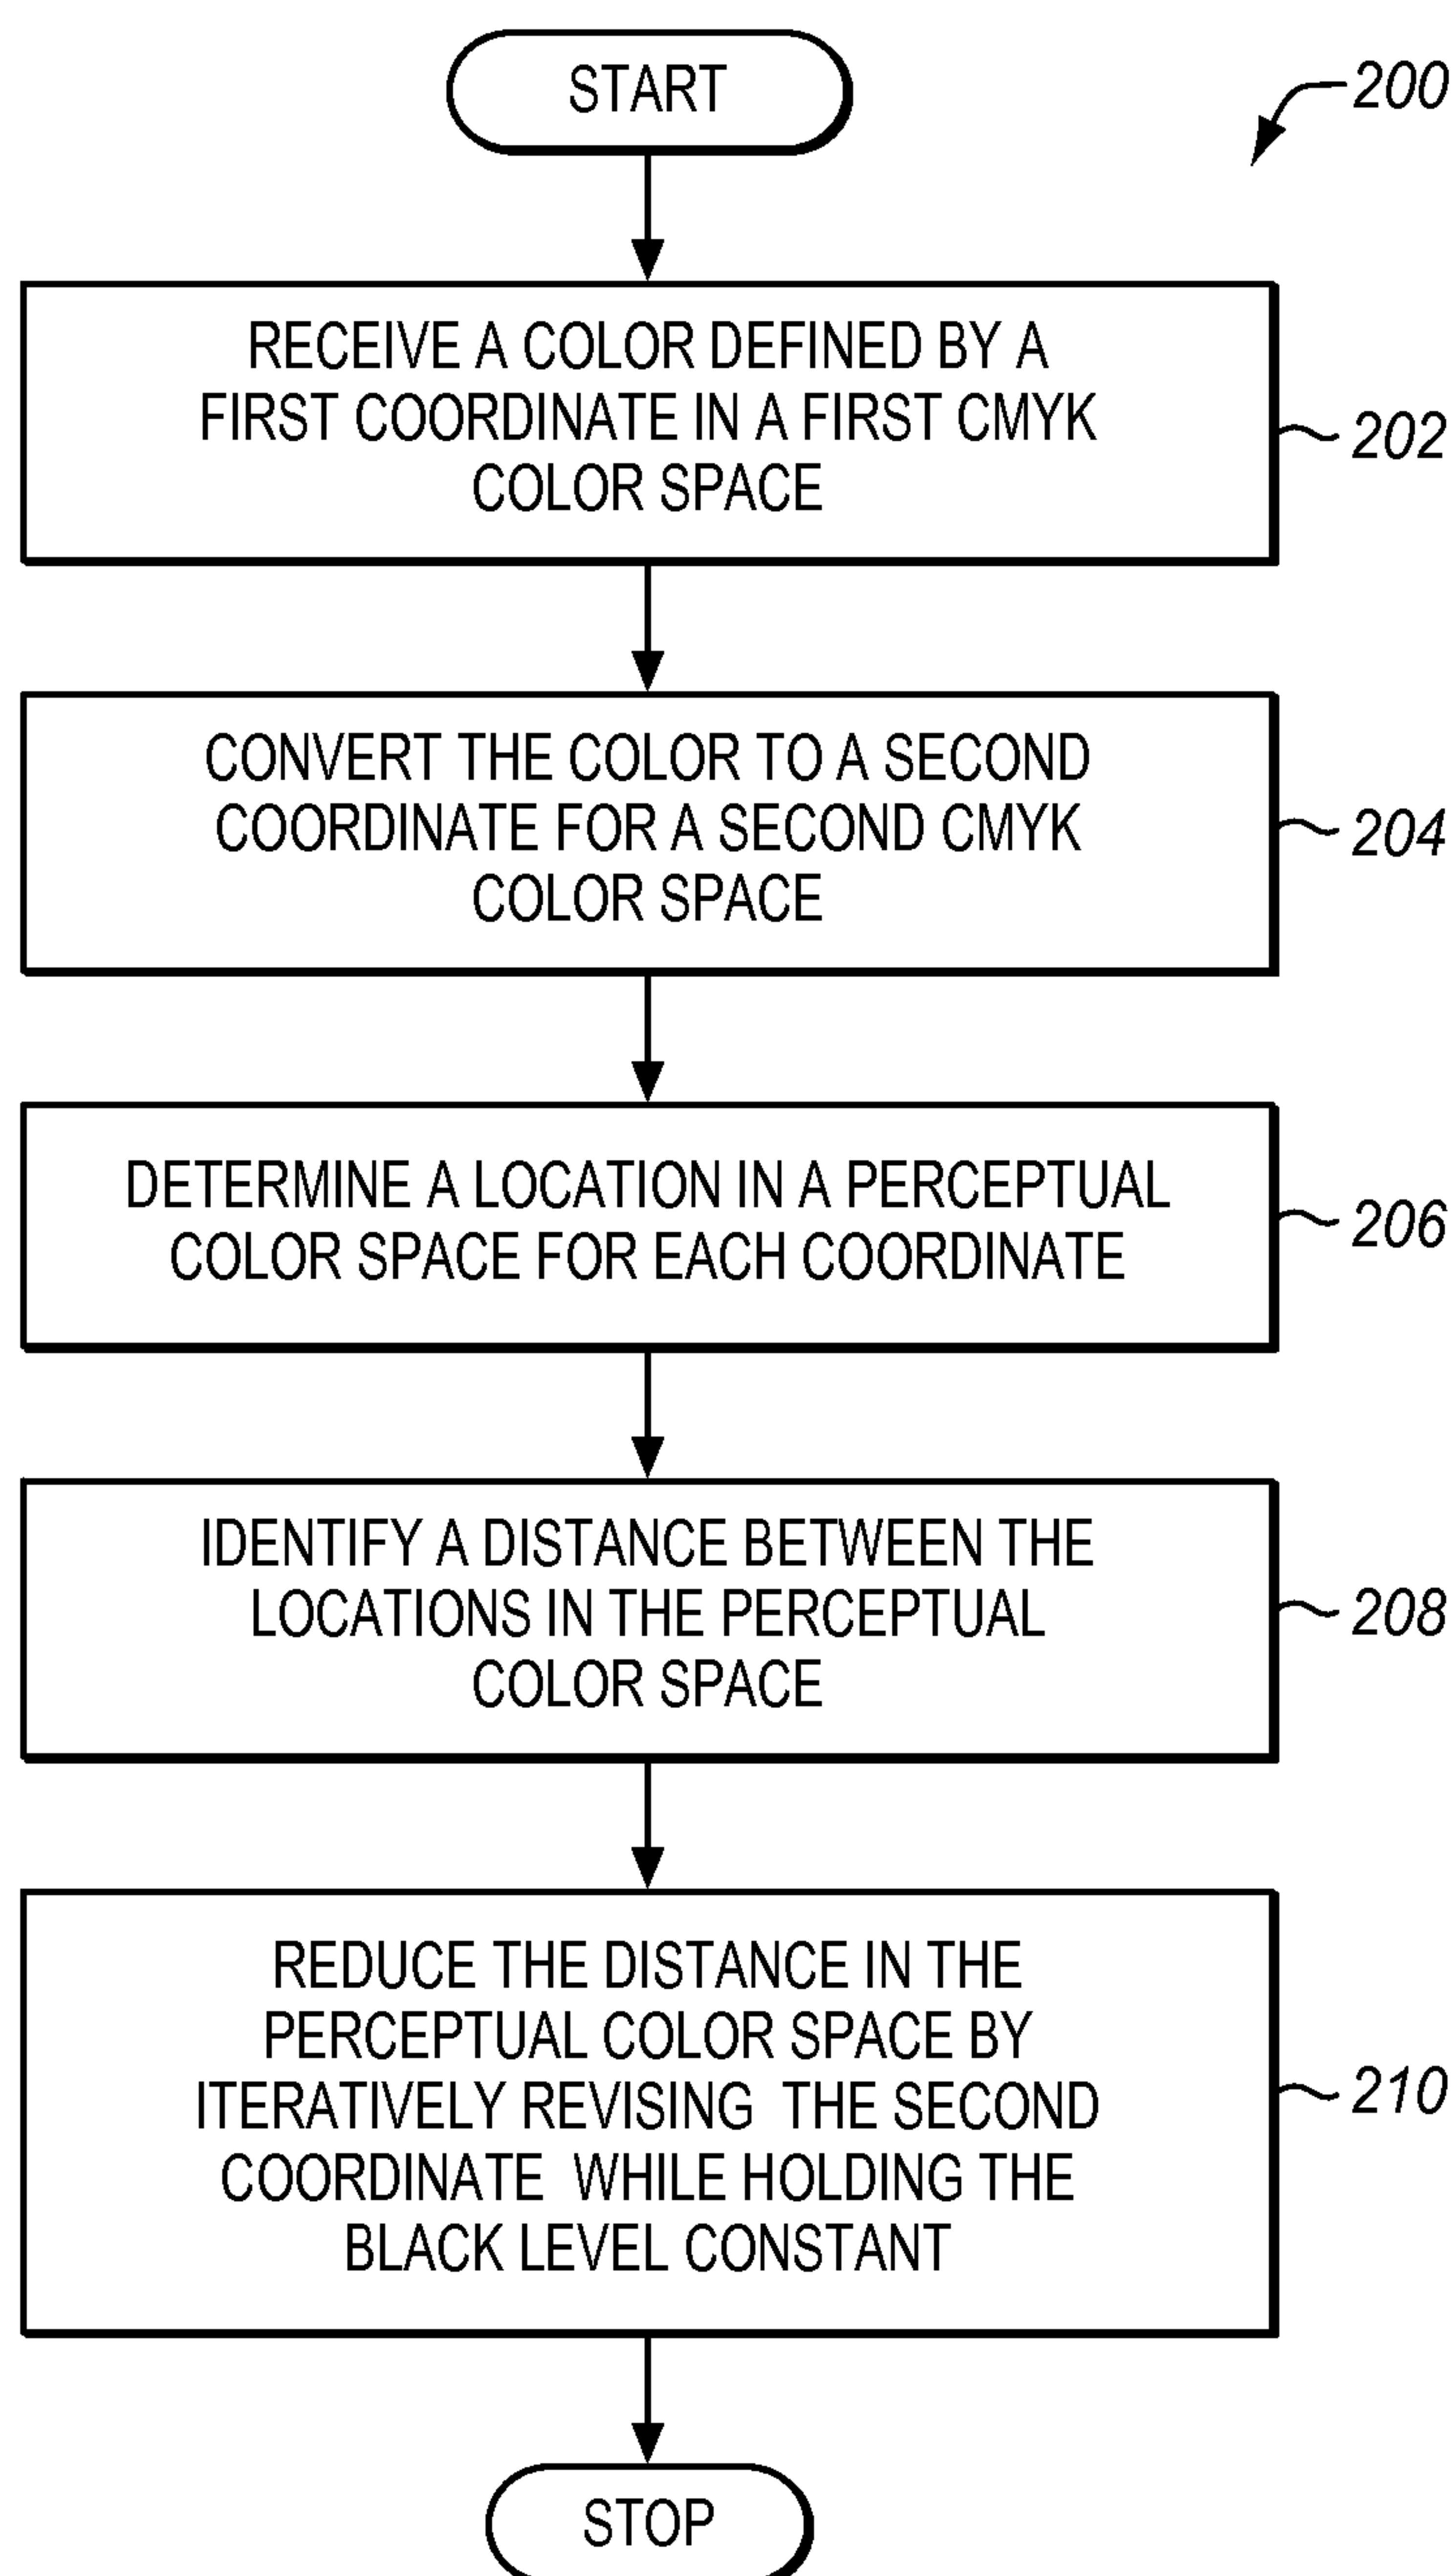 START
200
RECEIVE A COLOR DEFINED BY A
FIRST COORDINATE IN A FIRST CMYK
COLOR SPACE
202
CONVERT THE COLOR TO A SECOND
COORDINATE FOR A SECOND CMYK
COLOR SPACE
204
DETERMINE A LOCATION IN A PERCEPTUAL
COLOR SPACE FOR EACH COORDINATE
206
IDENTIFY A DISTANCE BETWEEN THE
LOCATIONS IN THE PERCEPTUAL
COLOR SPACE
208
REDUCE THE DISTANCE IN THE
PERCEPTUAL COLOR SPACE BY
ITERATIVELY REVISING THE SECOND
COORDINATE WHILE HOLDING THE
BLACK LEVEL CONSTANT
210
STOP